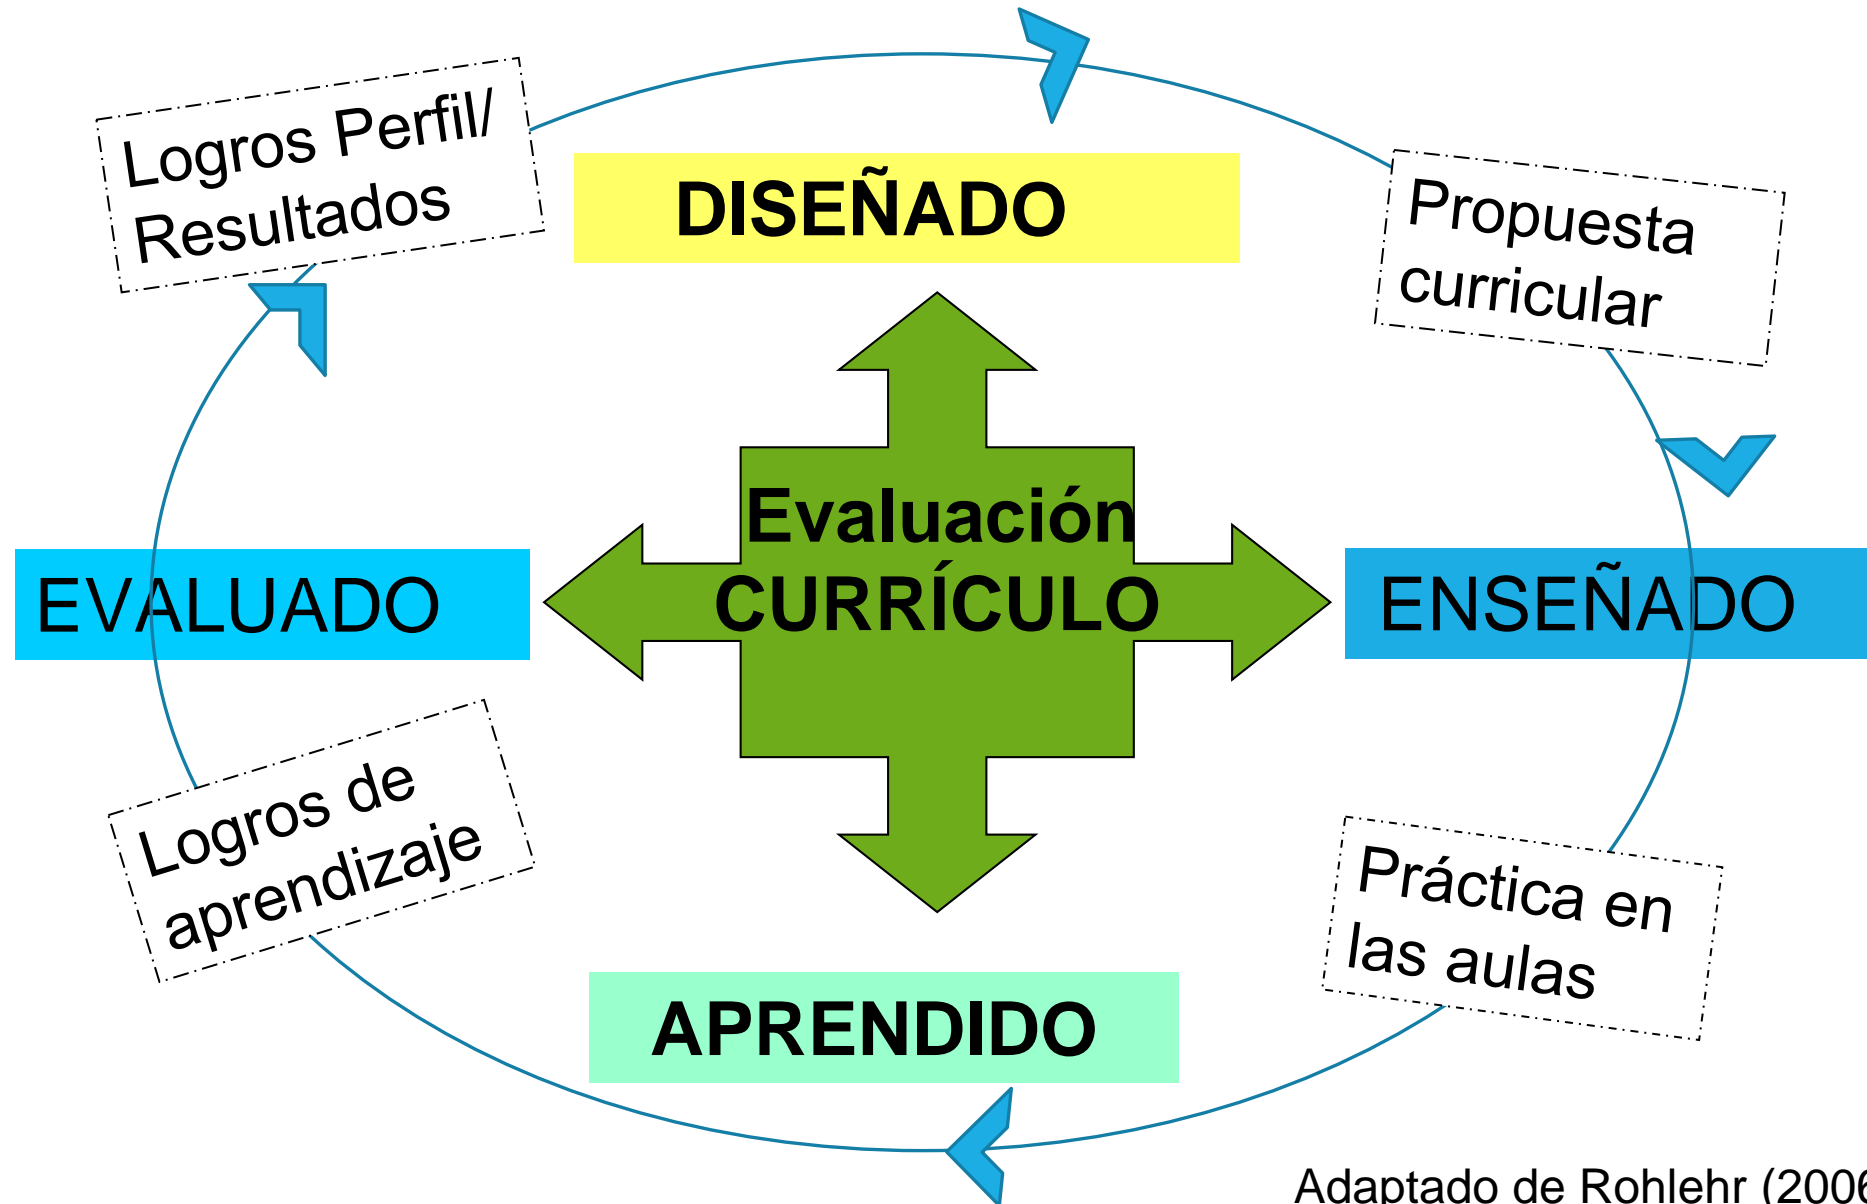 Logros Perfil/
Resultados
DISEÑADO
Propuesta
curricular
Evaluación
CURRÍCULO
EVALUADO
ENSEÑADO
Logros de
aprendizaje
Práctica en
las aulas
APRENDIDO
Adaptado de Rohlehr (2006